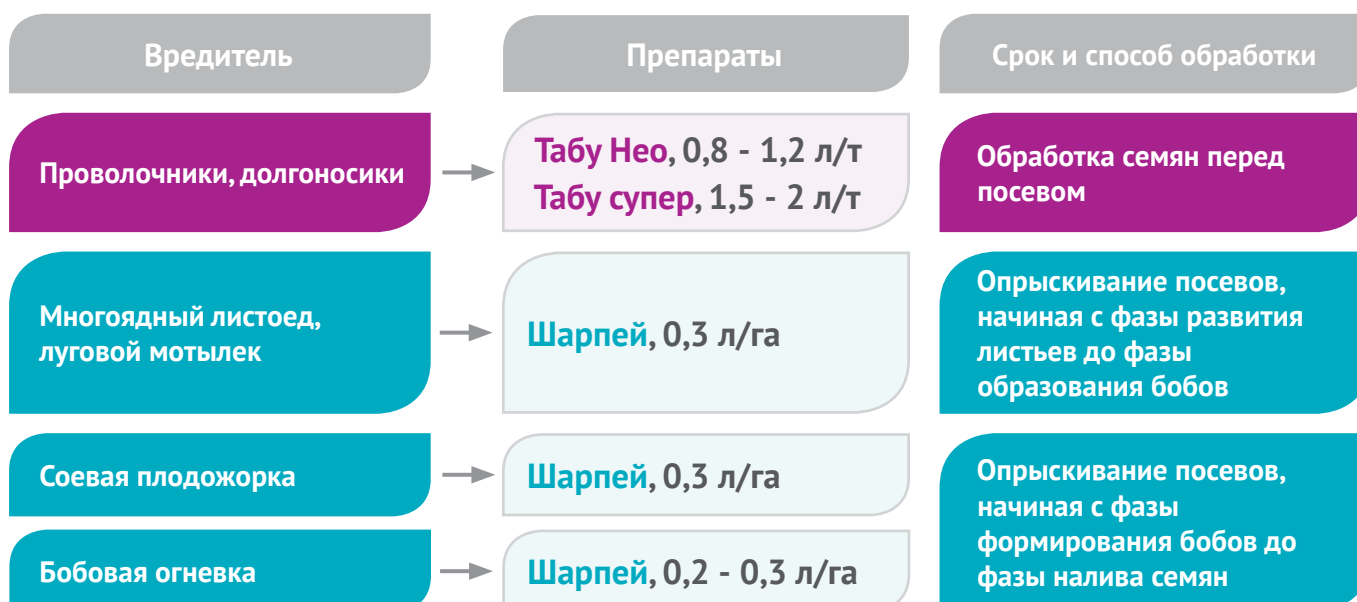 Вредитель
Препараты
Срок и способ обработки
Проволочники, долгоносики
Табу Нео, 0,8 - 1,2 л/т
Табу супер, 1,5 - 2 л/т
Обработка семян перед
посевом
Многоядный листоед,
луговой мотылек
Шарпей, 0,3 л/га
Опрыскивание посевов,
начиная с фазы развития
листьев до фазы
образования бобов
Соевая плодожорка
Шарпей, 0,3 л/га
Бобовая огневка
Шарпей, 0,2 - 0,3 л/га
Опрыскивание посевов,
начиная с фазы
формирования бобов до
фазы налива семян